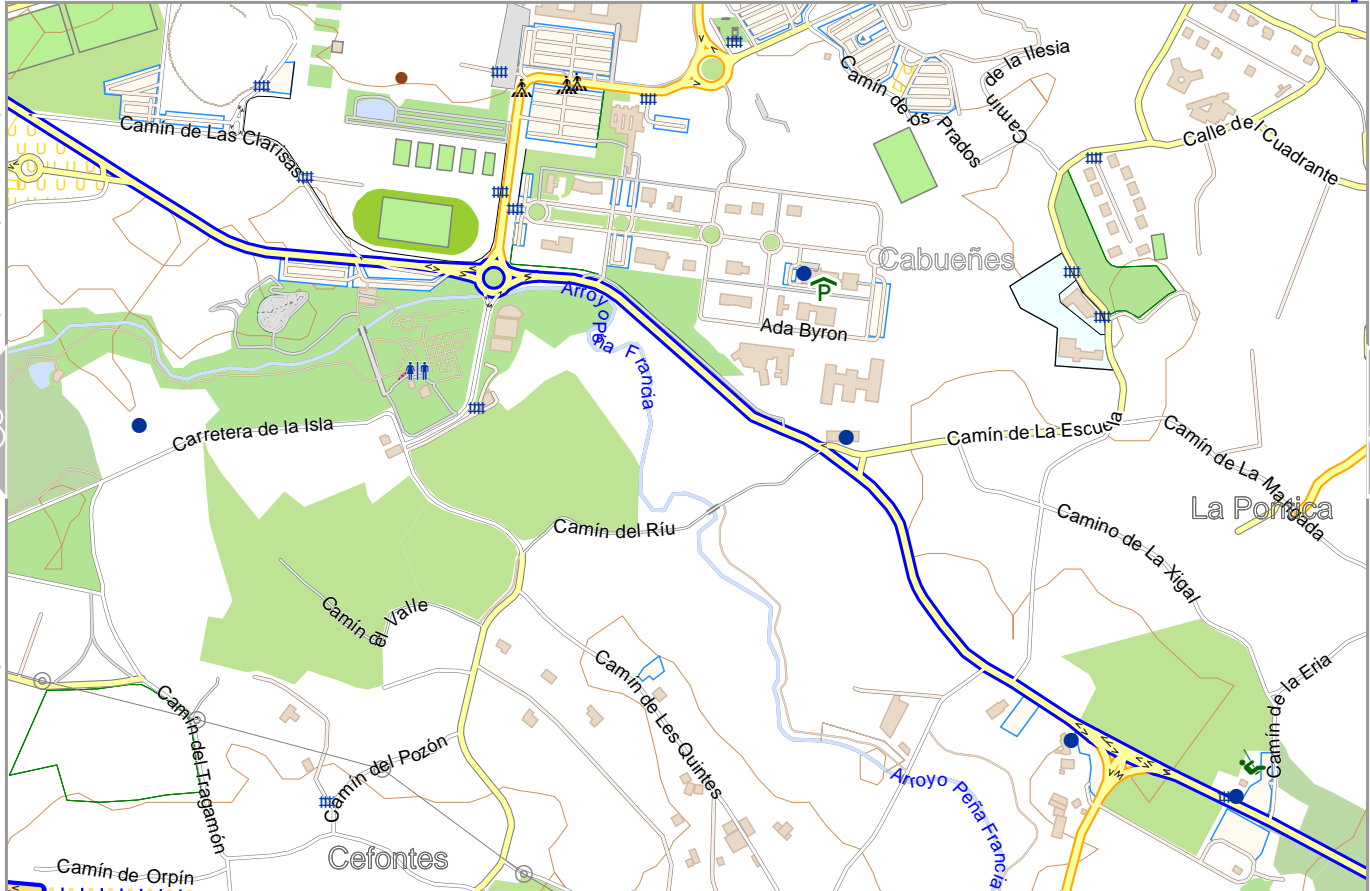 de la Ilesia
Camín
Camín de
os
Prados
Calle del Cuadrante
Camín de Las Clarisas
Cabueñes
P
Ada Byron
Arroyo
Peña Francia
Carretera de la Isla
Camín de La Escuela
Camín de La Mangada
La Pontica
Camín del Ríu
Camino de La Xigal
Camín del Valle
Camín de Les Quintes
Camín de la Eria
Camín del Tragamón
Camín del Pozón
Arroyo Peña Francia
Cefontes
Camín de Orpín